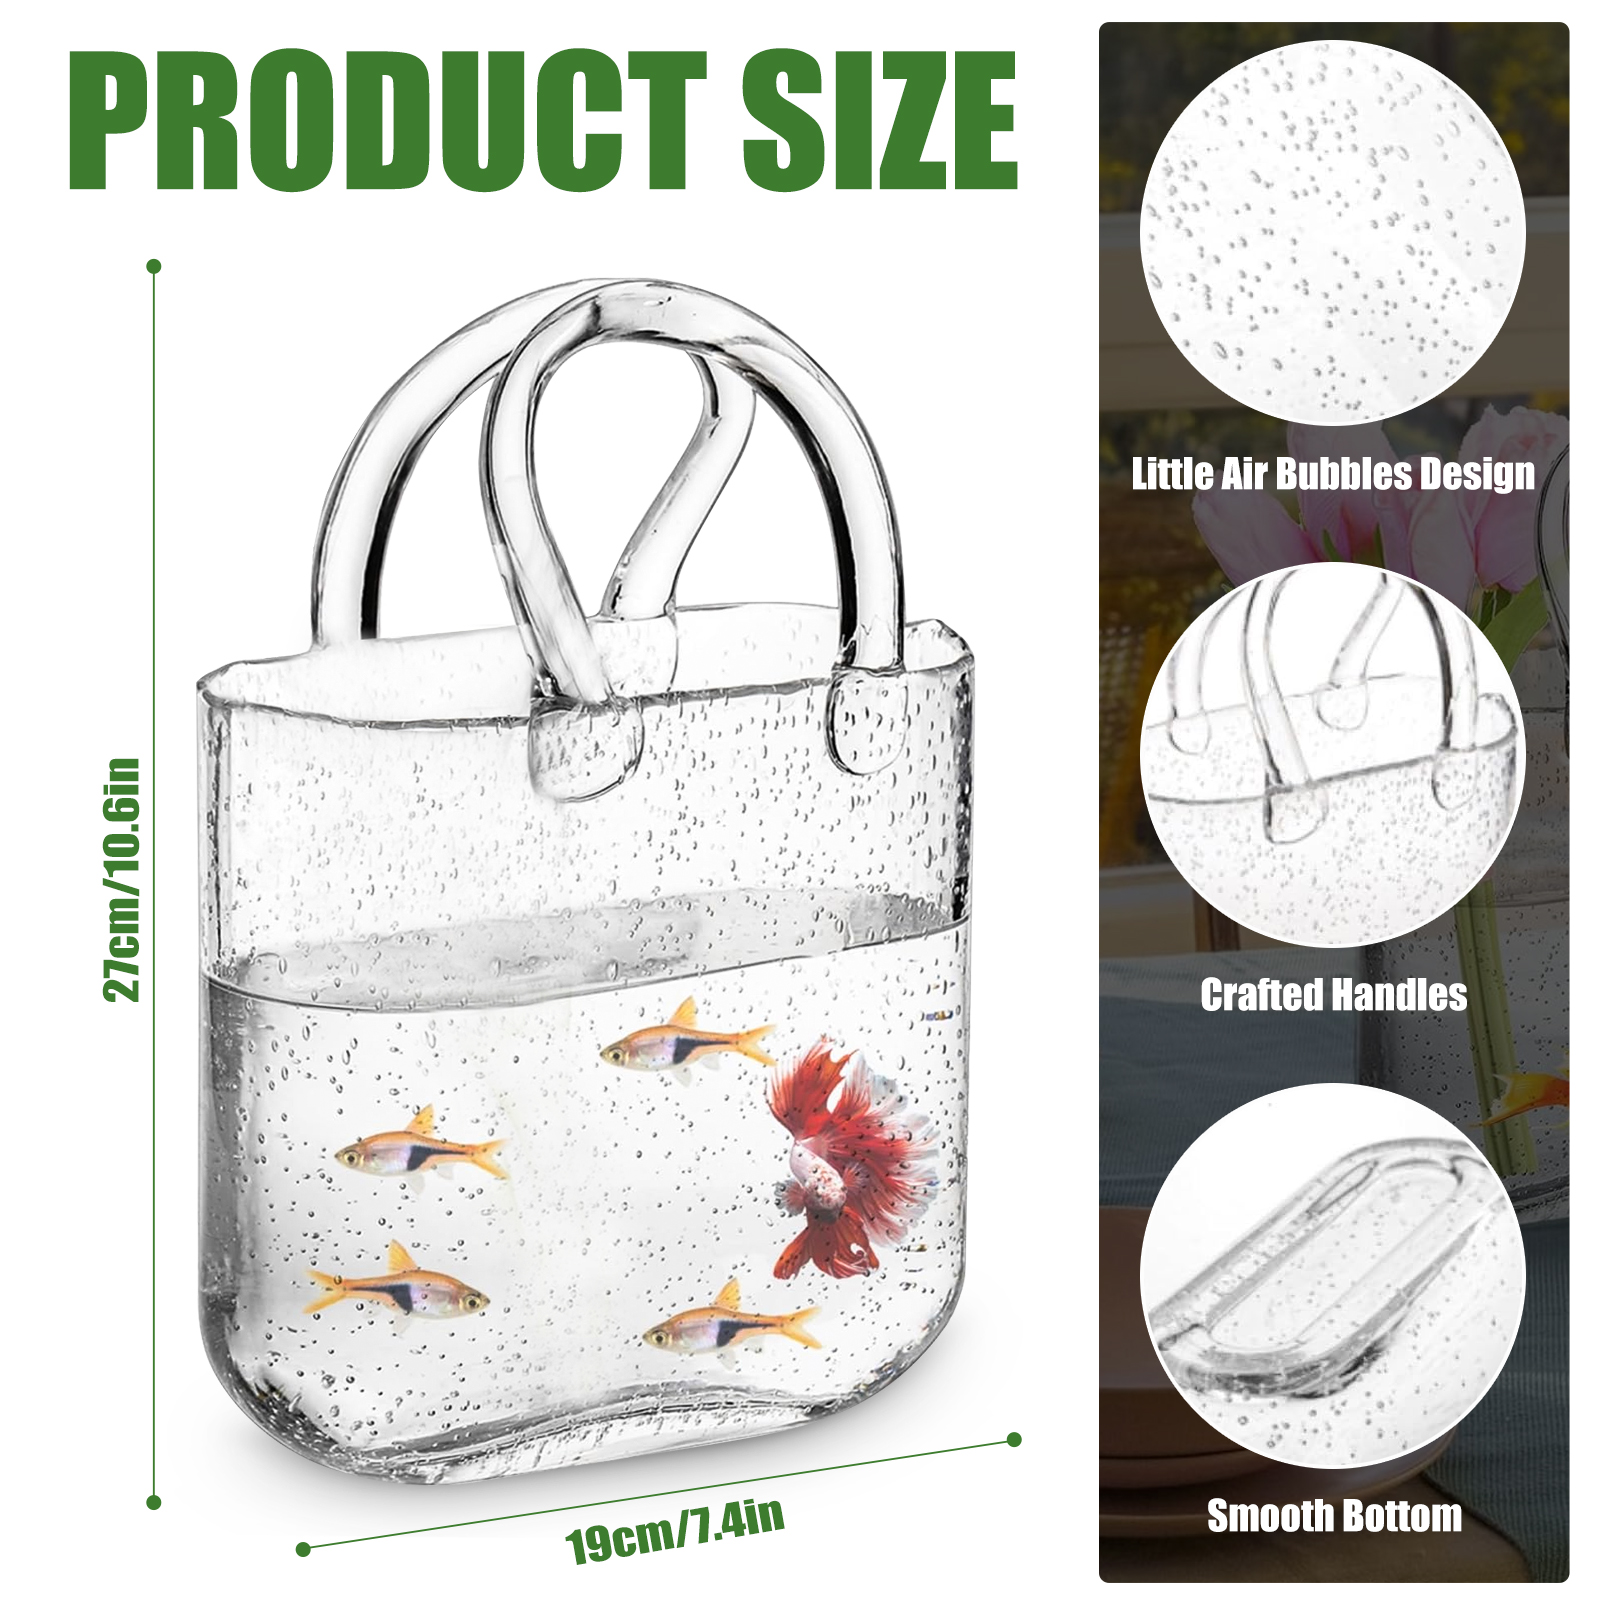 PRODUCT SIZE
27cm/10.6in
19cm/7.4in
Little Air Bubbles Design
Crafted Handles
Smooth Bottom